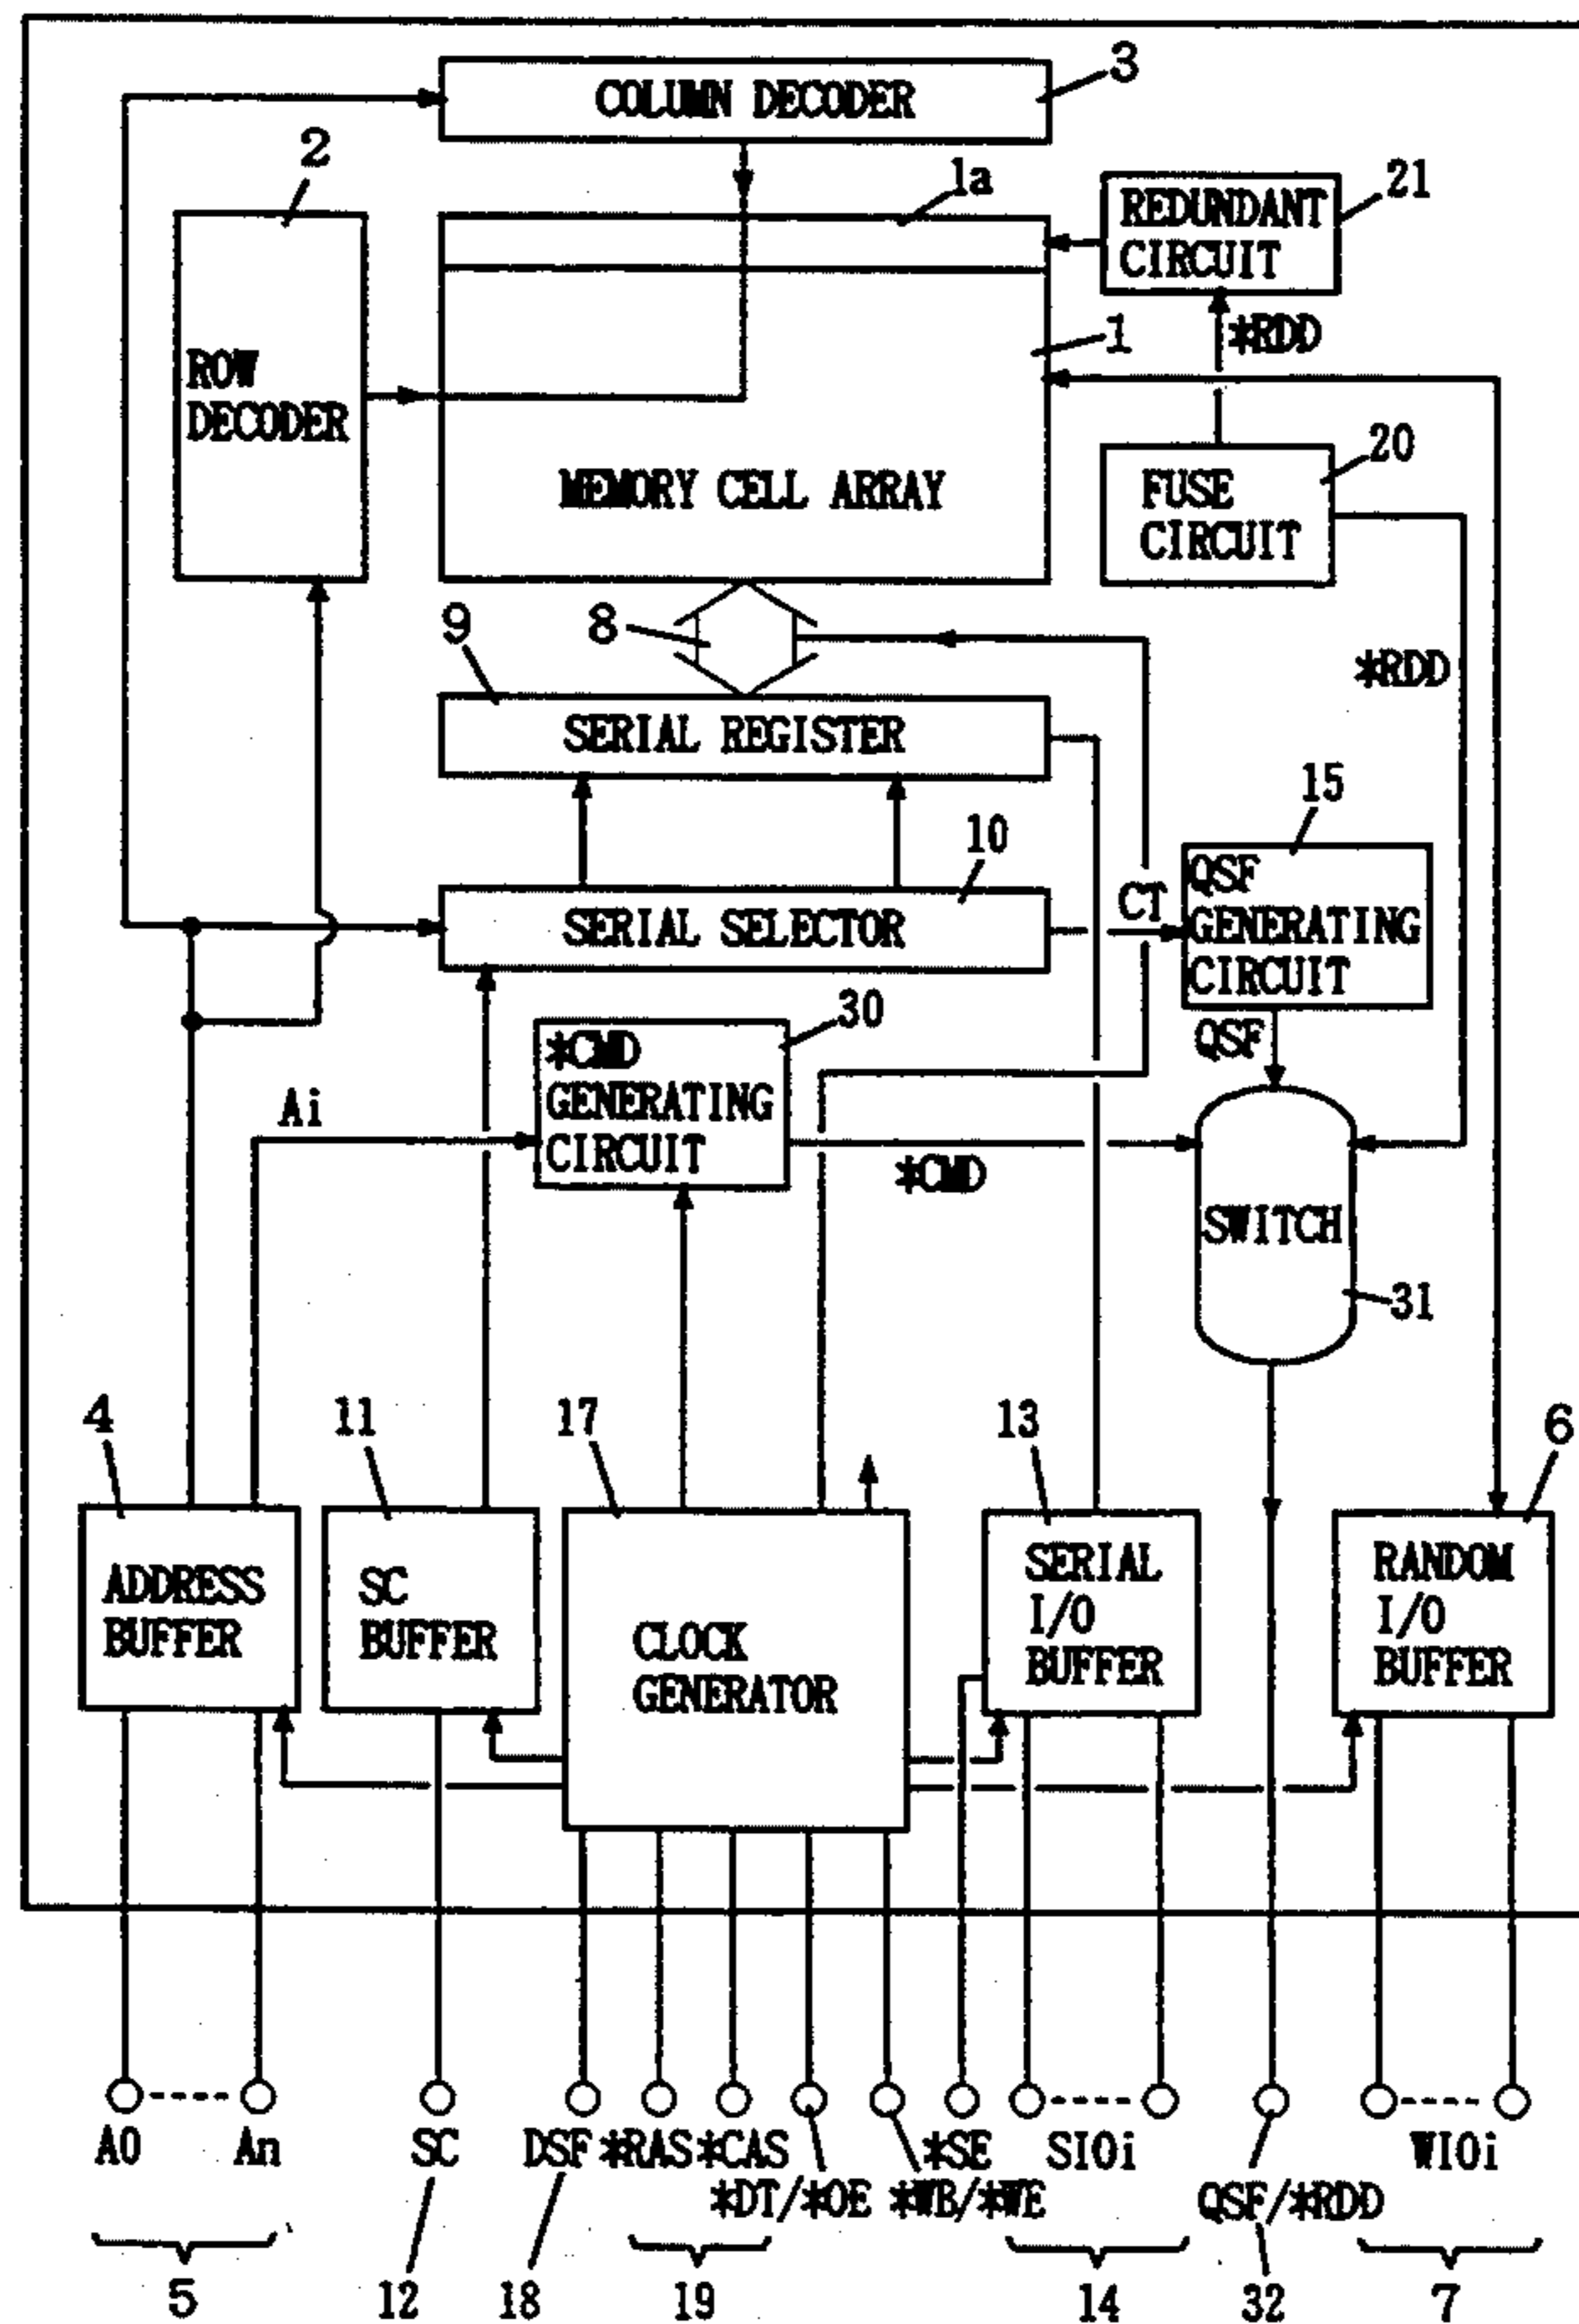 3
COLUMN DECODER
2
1a
21
REDUNDANT
CIRCUIT
*RDD
1
ROW
DECODER
20
MEMORY CELL ARRAY
FUSE
CIRCUIT
8
9
*RDD
SERIAL REGISTER
15
10
QSF
GENERATING
CIRCUIT
CT
SERIAL SELECTOR
30
QSF
*CMD
GENERATING
CIRCUIT
Ai
*CMD
SWITCH
31
4
11
17
13
6
ADDRESS
BUFFER
SC
BUFFER
CLOCK
GENERATOR
SERIAL
I/O
BUFFER
RANDOM
I/O
BUFFER
A0
An
SC
DSF
*RAS
*CAS
*SE
SIOi
WIOi
*DT/*OE
*WB/*WE
QSF/*RDD
5
12
18
19
14
32
7